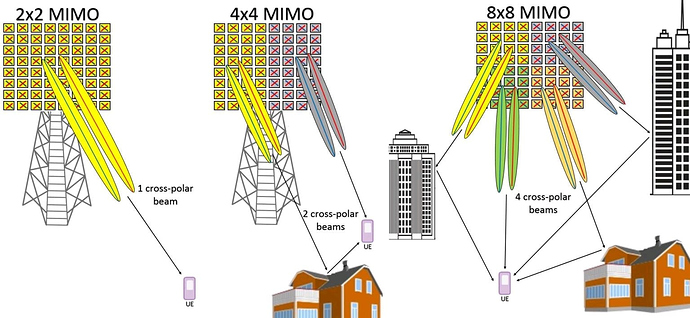 2x2 MIMO
4x4 MIMO
8x8 MIMO
1 cross-polar
beam
UE
2 cross-polar
beams
UE
4 cross-polar
beams
UE